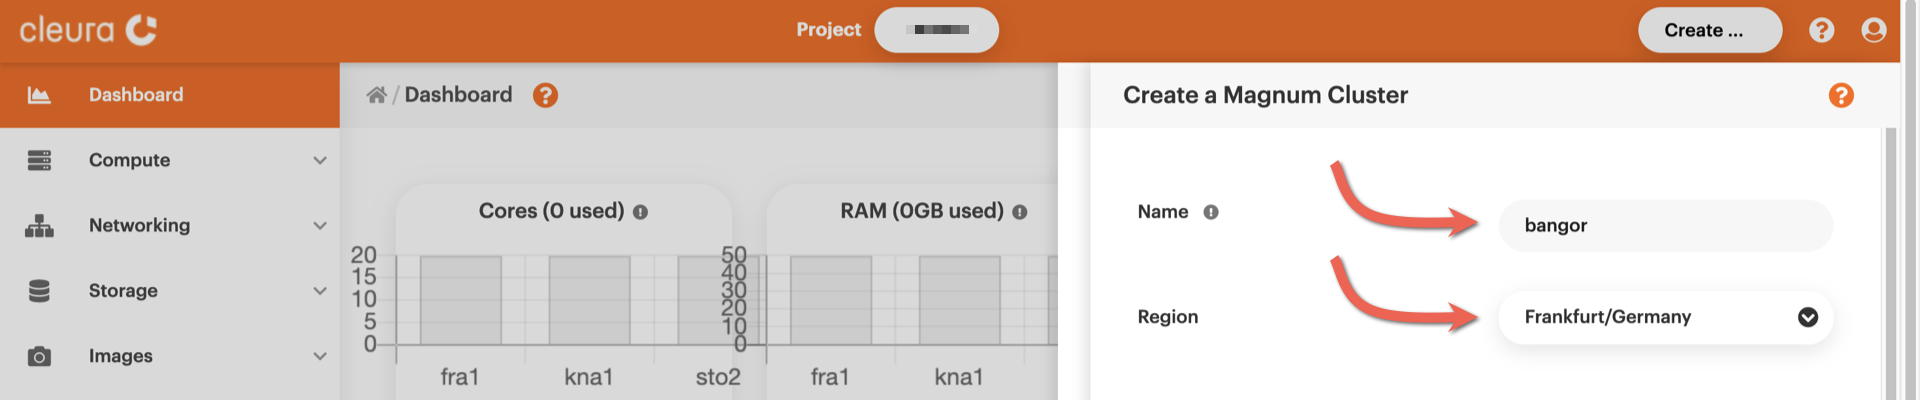 cleura
Project
Create ...
Dashboard
Compute
Networking
Storage
Images
/ Dashboard
Cores (0 used)
20
15
10
5
0
fra1 kna1 sto2
RAM (0GB used)
50
40
30
20
10
0
fra1 kna1
Create a Magnum Cluster
Name bangor
Region Frankfurt/Germany